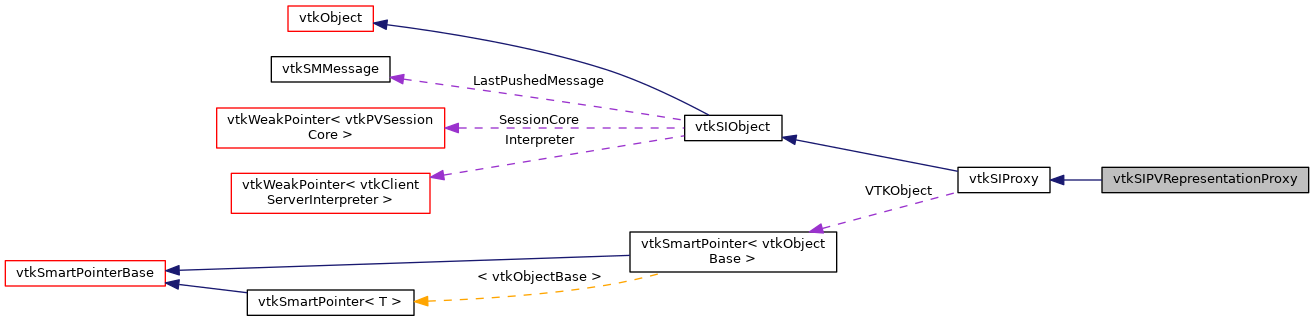 vtkObject
vtkSMMessage
LastPushedMessage
vtkWeakPointer< vtkPVSession
Core >
SessionCore
vtkSIObject
Interpreter
vtkWeakPointer< vtkClient
ServerInterpreter >
vtkSIProxy
vtkSIPVRepresentationProxy
VTKObject
vtkSmartPointer< vtkObject
Base >
vtkSmartPointerBase
< vtkObjectBase >
vtkSmartPointer< T >